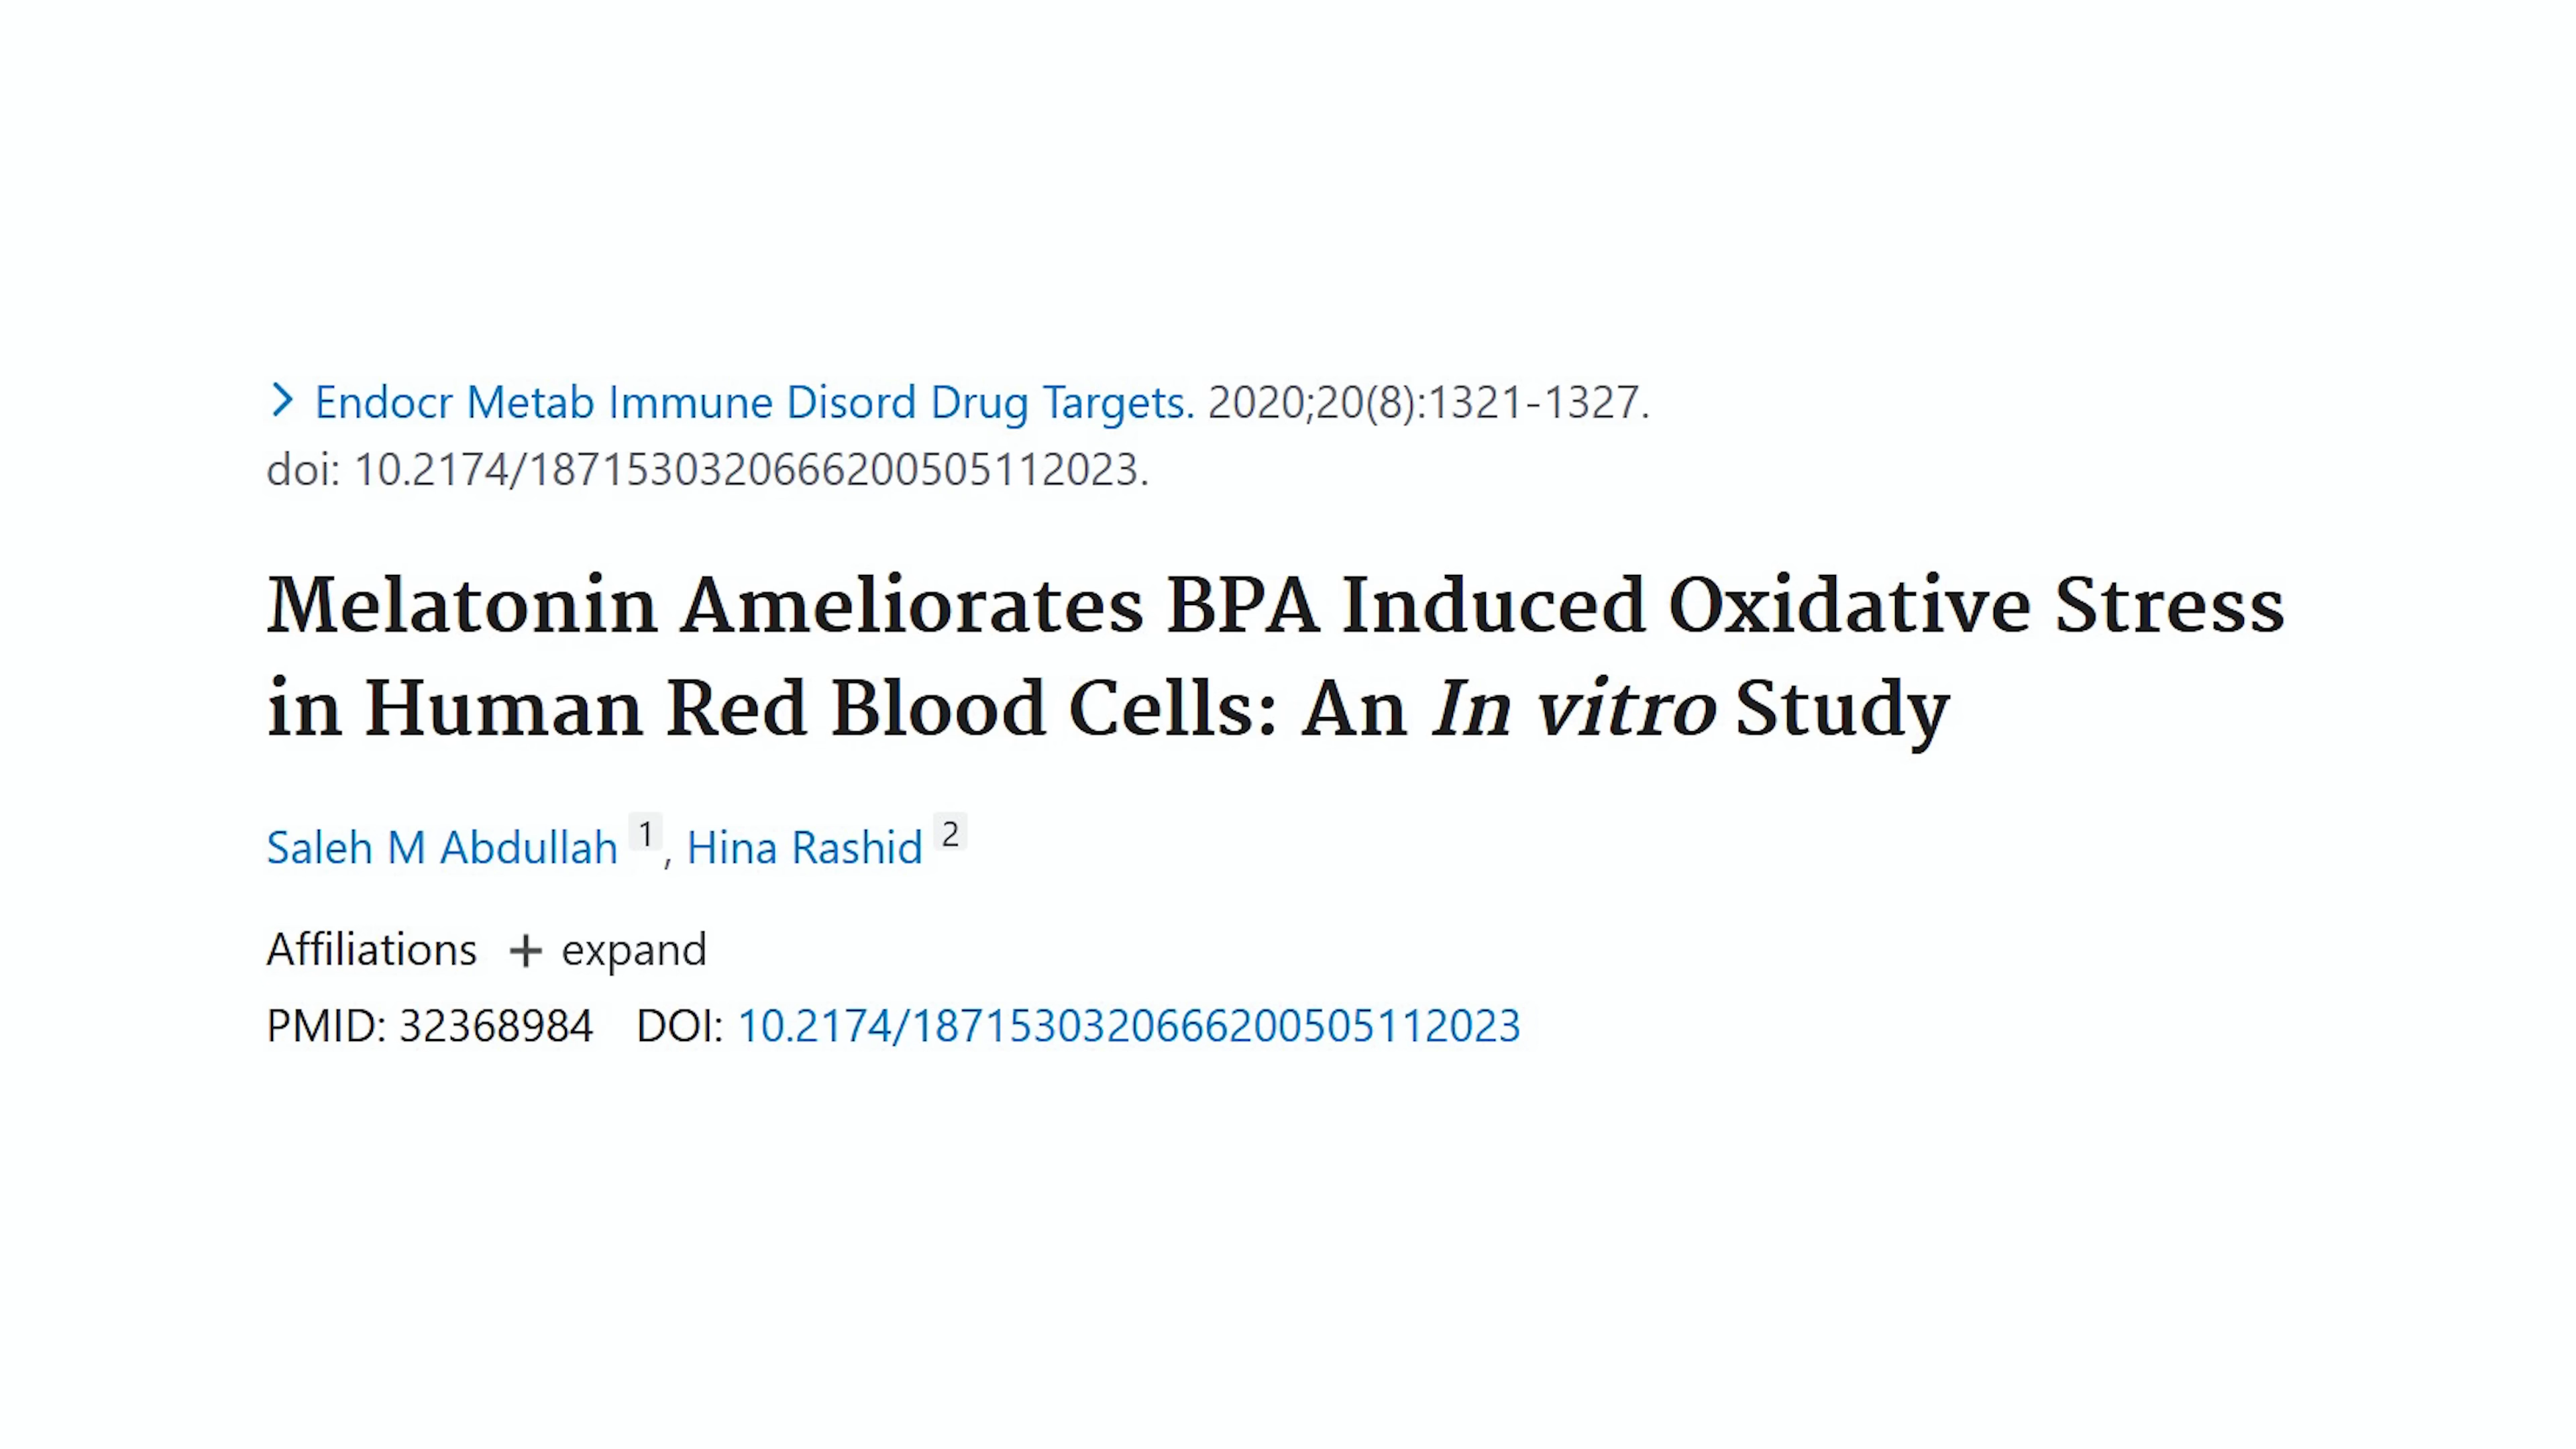 Endocr Metab Immune Disord Drug Targets. 2020;20(8):1321-1327.
doi: 10.2174/1871530320666200505112023.
Melatonin Ameliorates BPA Induced Oxidative Stress
in Human Red Blood Cells: An In vitro Study
Saleh M Abdullah 1, Hina Rashid 2
Affiliations + expand
PMID: 32368984 DOI: 10.2174/1871530320666200505112023